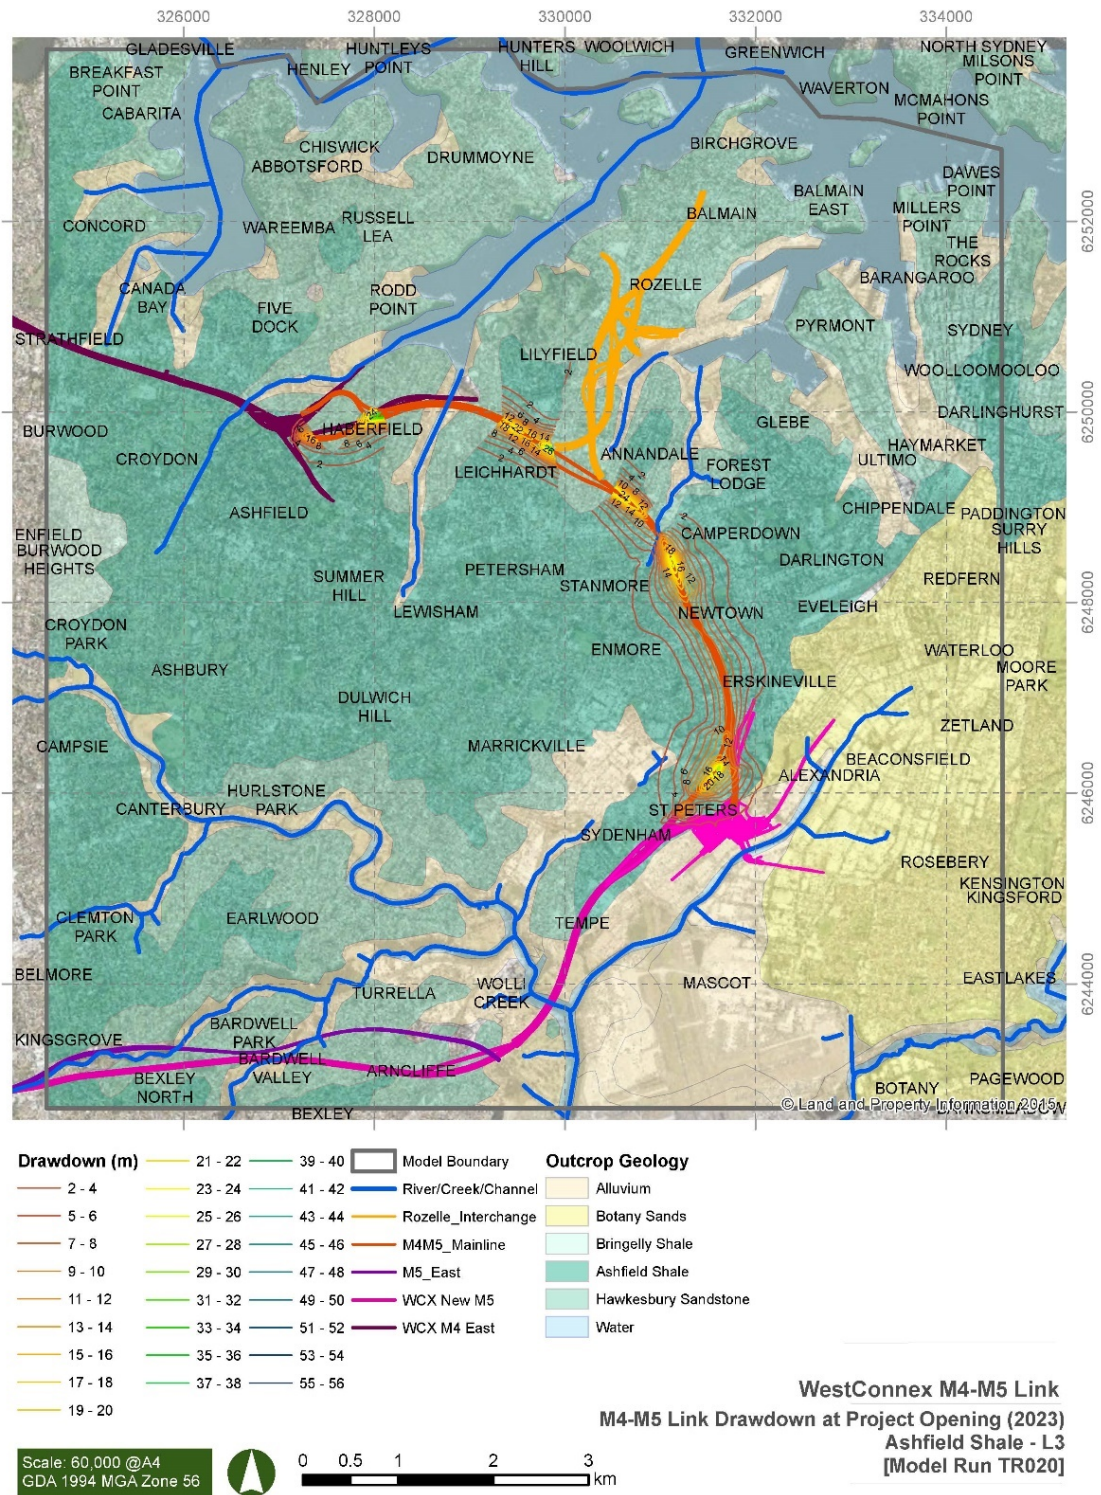 326000
328000
330000
332000
334000
GLADESVILLE
HUNTLEYS
POINT
HUNTERS
HILL
WOOLWICH
GREENWICH
NORTH SYDNEY
MILSONS
POINT
BREAKFAST
POINT
HENLEY
WAVERTON
MCMAHONS
POINT
CABARITA
CHISWICK
ABBOTSFORD
DRUMMOYNE
BIRCHGROVE
DAWES
POINT
BALMAIN
EAST
MILLERS
POINT
BALMAIN
6252000
CONCORD
WAREEMBA
RUSSELL
LEA
THE
ROCKS
BARANGAROO
CANADA
BAY
FIVE
DOCK
RODD
POINT
ROZELLE
PYRMONT
SYDNEY
STRATHFIELD
LILYFIELD
WOOLLOOMOOLOO
6250000
DARLINGHURST
BURWOOD
HABERFIELD
GLEBE
HAYMARKET
CROYDON
LEICHHARDT
ANNANDALE
FOREST
LODGE
ULTIMO
ASHFIELD
CHIPPENDALE
PADDINGTON
SURRY
HILLS
ENFIELD
BURWOOD
HEIGHTS
CAMPERDOWN
DARLINGTON
SUMMER
HILL
PETERSHAM
STANMORE
REDFERN
6248000
LEWISHAM
NEWTOWN
EVELEIGH
CROYDON
PARK
ENMORE
WATERLOO
MOORE
PARK
ASHBURY
ERSKINEVILLE
DULWICH
HILL
ZETLAND
CAMPSIE
MARRICKVILLE
BEACONSFIELD
ALEXANDRIA
6246000
CANTERBURY
HURLSTONE
PARK
ST PETERS
SYDENHAM
ROSEBERY
KENSINGTON
KINGSFORD
CLEMTON
PARK
EARLWOOD
TEMPE
BELMORE
WOLLI
CREEK
MASCOT
EASTLAKES
6244000
TURRELLA
KINGSGROVE
BARDWELL
PARK
BARDWELL
VALLEY
ARNCLIFFE
BEXLEY
NORTH
BOTANY
PAGEWOOD
BEXLEY
© Land and Property Information 2015
BANKSMEADOW
Drawdown (m)
2 - 4
5 - 6
7 - 8
9 - 10
11 - 12
13 - 14
15 - 16
17 - 18
19 - 20
21 - 22
23 - 24
25 - 26
27 - 28
29 - 30
31 - 32
33 - 34
35 - 36
37 - 38
39 - 40
41 - 42
43 - 44
45 - 46
47 - 48
49 - 50
51 - 52
53 - 54
55 - 56
Model Boundary
River/Creek/Channel
Rozelle_Interchange
M4M5_Mainline
M5_East
WCX New M5
WCX M4 East
Outcrop Geology
Alluvium
Botany Sands
Bringelly Shale
Ashfield Shale
Hawkesbury Sandstone
Water
WestConnex M4-M5 Link
M4-M5 Link Drawdown at Project Opening (2023)
Ashfield Shale - L3
[Model Run TR020]
Scale: 60,000 @A4
GDA 1994 MGA Zone 56
0 0.5 1 2 3
km